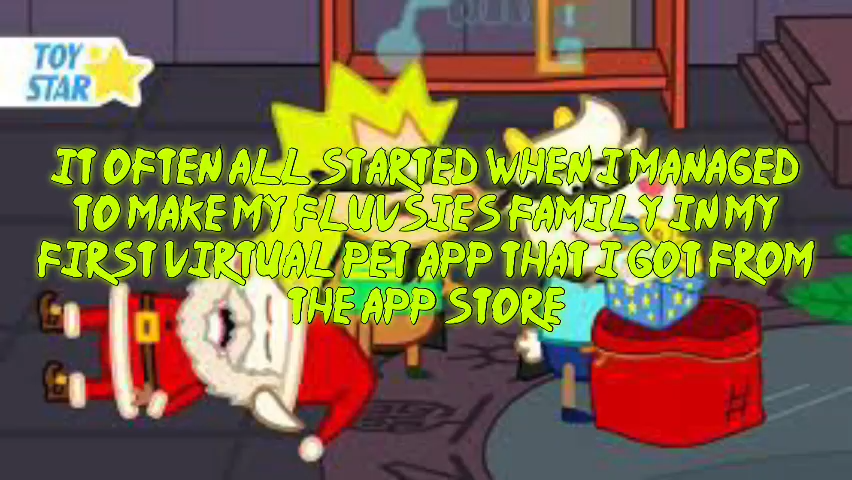 TOY
STAR
IT OFTEN ALL STARTED WHEN I MANAGED
TO MAKE MY FLUVSIES FAMILY IN MY
FIRST VIRTUAL PET APP THAT I GOT FROM
THE APP STORE